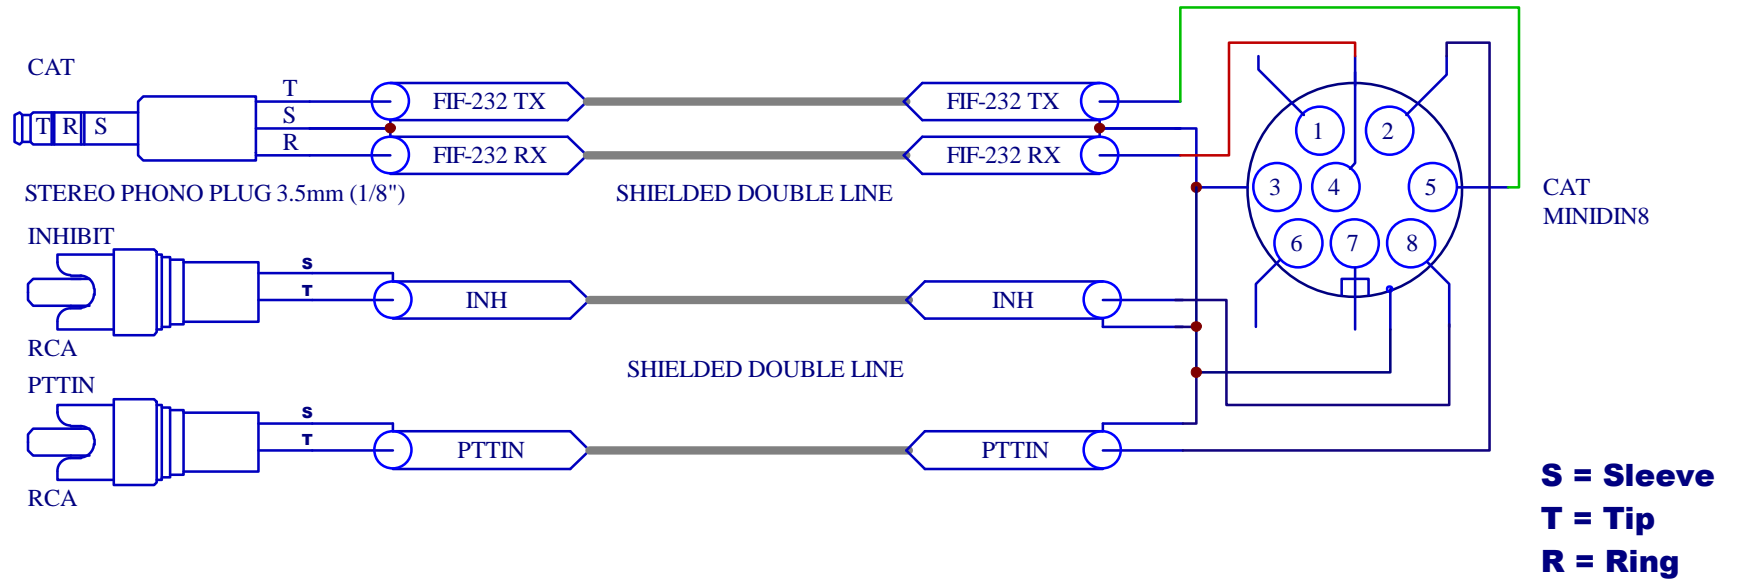 CAT
T
S
R
T R S
FIF-232 TX
FIF-232 RX
FIF-232 TX
FIF-232 RX
STEREO PHONO PLUG 3.5mm (1/8")
SHIELDED DOUBLE LINE
1
2
3
4
5
6
7
8
CAT
MINIDIN8
INHIBIT
S
T
INH
INH
RCA
SHIELDED DOUBLE LINE
PTTIN
S
T
PTTIN
PTTIN
RCA
S = Sleeve
T = Tip
R = Ring